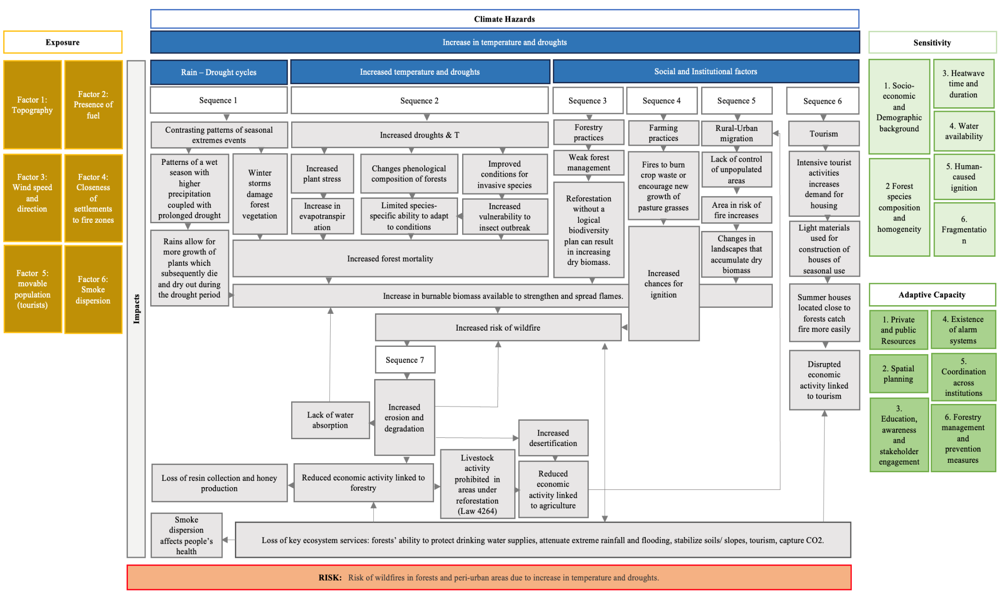 Climate Hazards
Increase in temperature and droughts
Exposure
Factor 1:
Topography
Factor 2:
Presence of
fuel
Factor 3:
Wind speed
and
direction
Factor 4:
Closeness
of
settlements
to fire zones
Factor  5:
movable
population
(tourists)
Factor 6:
Smoke
dispersion
Impacts
Rain – Drought cycles
Increased temperature and droughts
Social and Institutional factors
Sequence 1
Sequence 2
Sequence 3
Sequence 4
Sequence 5
Sequence 6
Contrasting patterns of seasonal
extremes events
Patterns of a wet
season with
higher
precipitation
coupled with
prolonged drought
Winter
storms
damage
forest
vegetation
Rains allow for
more growth of
plants which
subsequently die
and dry out during
the drought period
Increased droughts & T
Increased
plant stress
Changes phenological
composition of forests
Improved
conditions for
invasive species
Increase in
evapotranspir
ation
Limited species-
specific ability to adapt
to conditions
Increased
vulnerability to
insect outbreak
Increased forest mortality
Forestry
practices
Weak forest
management
Reforestation
without a
logical
biodiversity
plan can result
in increasing
dry biomass.
Farming
practices
Fires to burn
crop waste or
encourage new
growth of
pasture grasses
Increased
chances for
ignition
Rural-Urban
migration
Lack of control
of unpopulated
areas
Area in risk of
fire increases
Changes in
landscapes that
accumulate dry
biomass
Tourism
Intensive tourist
activities
increases
demand for
housing
Light materials
used for
construction of
houses of
seasonal use
Summer houses
located close to
forests catch
fire more easily
Disrupted
economic
activity linked
to tourism
Increase in burnable biomass available to strengthen and spread flames.
Increased risk of wildfire
Sequence 7
Increased
erosion and
degradation
Lack of water
absorption
Increased
desertification
Loss of resin collection and honey
production
Reduced economic activity linked to
forestry
Livestock
activity
prohibited  in
areas under
reforestation
(Law 4264)
Reduced
economic
activity linked
to agriculture
Smoke
dispersion
affects people’s
health
Loss of key ecosystem services: forests’ ability to protect drinking water supplies, attenuate extreme rainfall and flooding, stabilize soils/ slopes, tourism, capture CO2.
RISK:   Risk of wildfires in forests and peri-urban areas due to increase in temperature and droughts.
Sensitivity
1. Socio-
economic
and
Demographic
background
3. Heatwave
time and
duration
4. Water
availability
2 Forest
species
composition
and
homogeneity
5. Human-
caused
ignition
6.
Fragmentatio
n
Adaptive Capacity
1. Private
and public
Resources
4. Existence
of alarm
systems
2. Spatial
planning
5.
Coordination
across
institutions
3.
Education,
awareness
and
stakeholder
engagement
6. Forestry
management
and
prevention
measures